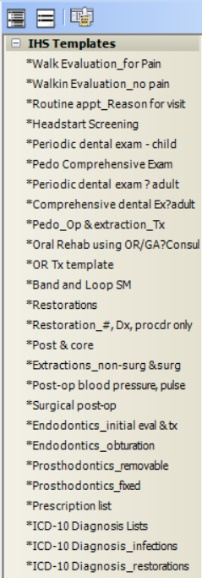 IHS Templates
*Walk Evaluation_for Pain
*Walkin Evaluation_no pain
*Routine appt_Reason for visit
*Headstart Screening
*Periodic dental exam - child
*Pedo Comprehensive Exam
*Periodic dental exam ? adult
*Comprehensive dental Ex?adult
*Pedo_Op & extraction_Tx
*Oral Rehab using OR/GA?Consul
*OR Tx template
*Band and Loop SM
*Restorations
*Restoration_#, Dx, procdr only
*Post & core
*Extractions_non-surg &surg
*Post-op blood pressure, pulse
*Surgical post-op
*Endodontics_initial eval & tx
*Endodontics_obturation
*Prosthodontics_removable
*Prosthodontics_fixed
*Prescription list
*ICD-10 Diagnosis Lists
*ICD-10 Diagnosis_infections
*ICD-10 Diagnosis_restorations